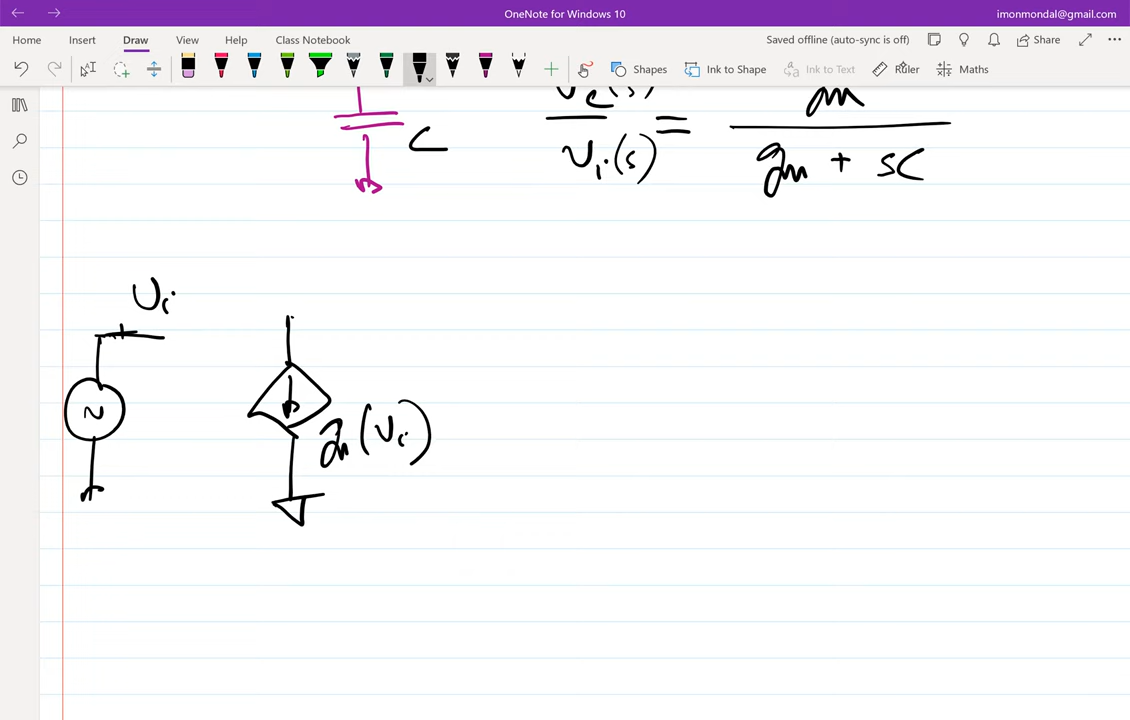 OneNote for Windows 10
imonmondal@gmail.com
Home Insert Draw View Help Class Notebook
Saved offline (auto-sync is off)
Share
Shapes Ink to Shape Ink to Text Ruler Maths
C
Vc(s) / Vi(s) = gm / (gm + sC)
Vi
gm(Vi)